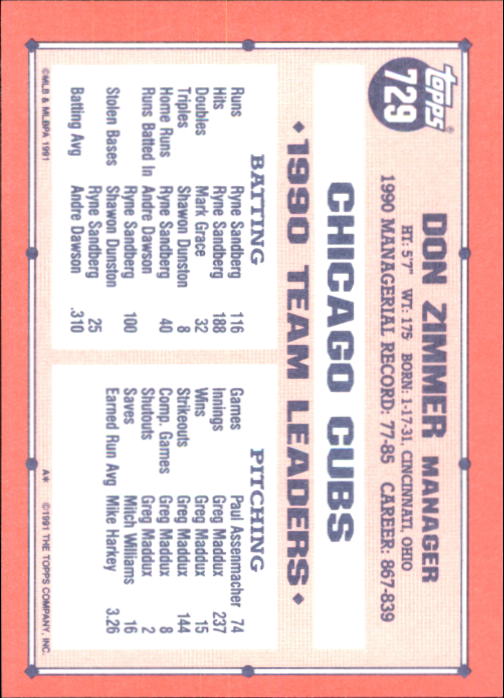 topps®
729
DON ZIMMER MANAGER
HT: 5'7" WT: 175 BORN: 1-17-31, CINCINNATI, OHIO
1990 MANAGERIAL RECORD: 77-85 CAREER: 867-839
CHICAGO CUBS
♦1990 TEAM LEADERS♦
BATTING
Runs Ryne Sandberg 116
Hits Ryne Sandberg 188
Doubles Mark Grace 32
Triples Shawon Dunston 8
Home Runs Ryne Sandberg 40
Runs Batted In Andre Dawson 100
Stolen Bases Ryne Sandberg
Shawon Dunston 25
Batting Avg Ryne Sandberg
Andre Dawson .310
PITCHING
Games Paul Assenmacher 74
Innings Greg Maddux 237
Wins Greg Maddux 15
Strikeouts Greg Maddux 144
Comp. Games Greg Maddux 8
Shutouts Greg Maddux 2
Saves Mitch Williams 16
Earned Run Avg Mike Harkey 3.26
©MLB & MLBPA 1991
A* ©1991 THE TOPPS COMPANY, INC.